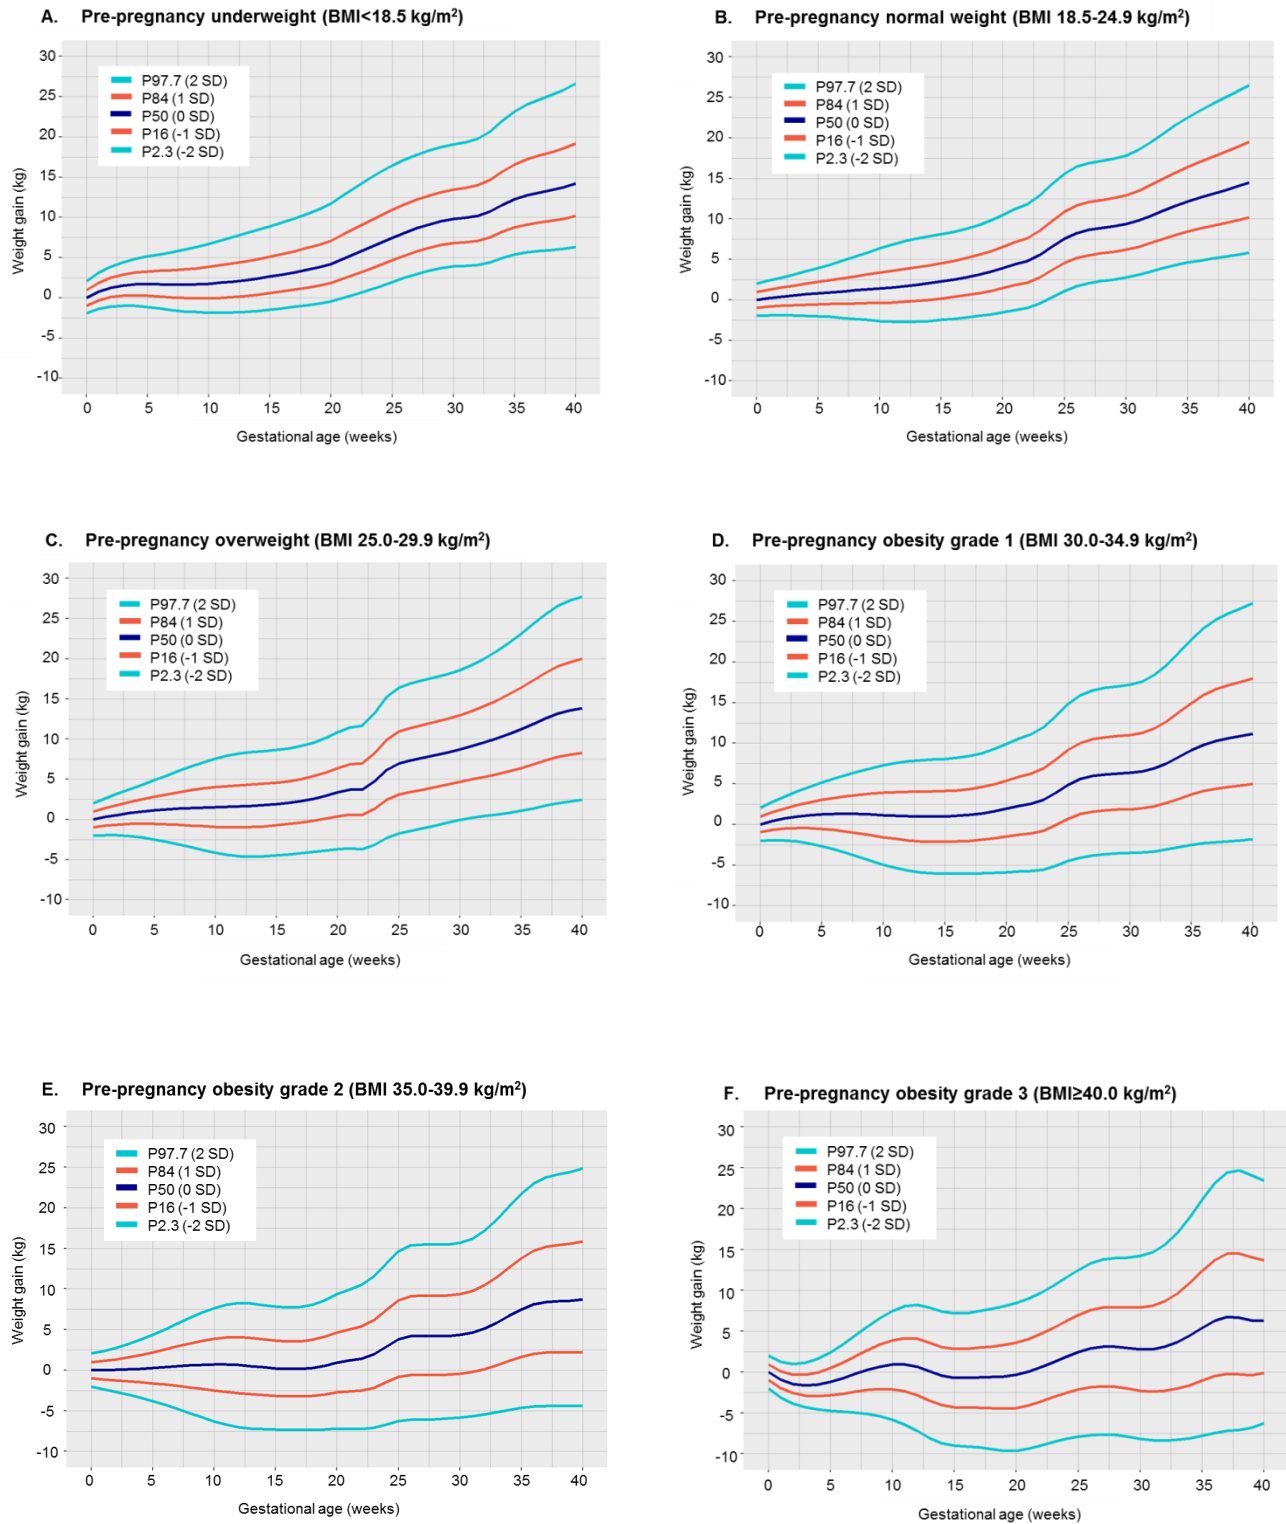 A. Pre-pregnancy underweight (BMI<18.5 kg/m²)
30
25
20
15
10
5
0
-5
-10
Weight gain (kg)
P97.7 (2 SD)
P84 (1 SD)
P50 (0 SD)
P16 (-1 SD)
P2.3 (-2 SD)
0 5 10 15 20 25 30 35 40
Gestational age (weeks)
B. Pre-pregnancy normal weight (BMI 18.5-24.9 kg/m²)
30
25
20
15
10
5
0
-5
-10
Weight gain (kg)
P97.7 (2 SD)
P84 (1 SD)
P50 (0 SD)
P16 (-1 SD)
P2.3 (-2 SD)
0 5 10 15 20 25 30 35 40
Gestational age (weeks)
C. Pre-pregnancy overweight (BMI 25.0-29.9 kg/m²)
30
25
20
15
10
5
0
-5
-10
Weight gain (kg)
P97.7 (2 SD)
P84 (1 SD)
P50 (0 SD)
P16 (-1 SD)
P2.3 (-2 SD)
0 5 10 15 20 25 30 35 40
Gestational age (weeks)
D. Pre-pregnancy obesity grade 1 (BMI 30.0-34.9 kg/m²)
30
25
20
15
10
5
0
-5
-10
Weight gain (kg)
P97.7 (2 SD)
P84 (1 SD)
P50 (0 SD)
P16 (-1 SD)
P2.3 (-2 SD)
0 5 10 15 20 25 30 35 40
Gestational age (weeks)
E. Pre-pregnancy obesity grade 2 (BMI 35.0-39.9 kg/m²)
30
25
20
15
10
5
0
-5
-10
Weight gain (kg)
P97.7 (2 SD)
P84 (1 SD)
P50 (0 SD)
P16 (-1 SD)
P2.3 (-2 SD)
0 5 10 15 20 25 30 35 40
Gestational age (weeks)
F. Pre-pregnancy obesity grade 3 (BMI≥40.0 kg/m²)
30
25
20
15
10
5
0
-5
-10
Weight gain (kg)
P97.7 (2 SD)
P84 (1 SD)
P50 (0 SD)
P16 (-1 SD)
P2.3 (-2 SD)
0 5 10 15 20 25 30 35 40
Gestational age (weeks)